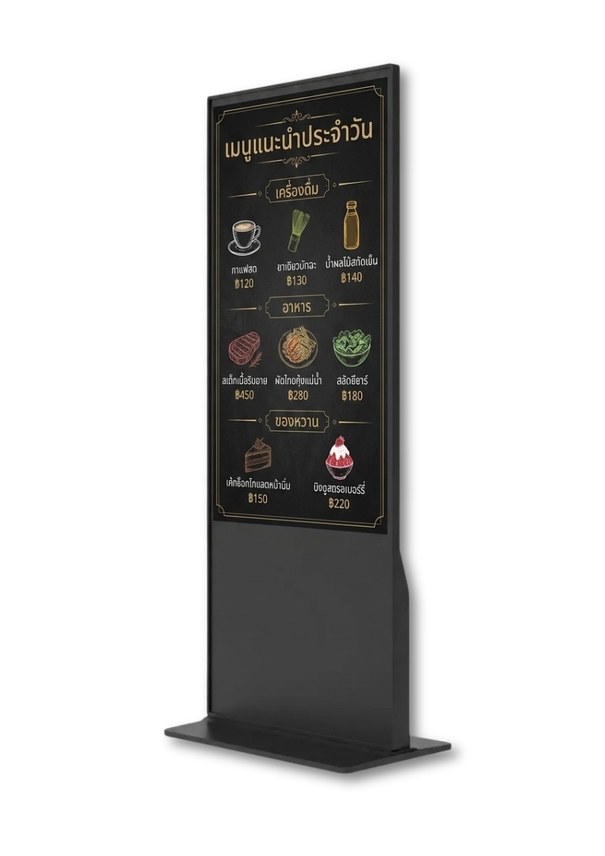 เมนูแนะนำประจำวัน
เครื่องดื่ม
กาแฟสด
฿120
ชาเขียวมัทฉะ
฿130
น้ำผลไม้สกัดเย็น
฿140
อาหาร
สเต็กเนื้อริบอาย
฿450
ผัดไทยกุ้งแม่น้ำ
฿280
สลัดซีซาร์
฿180
ของหวาน
เค้กช็อกโกแลตหน้านิ่ม
฿150
บิงซูสตรอเบอร์รี่
฿220